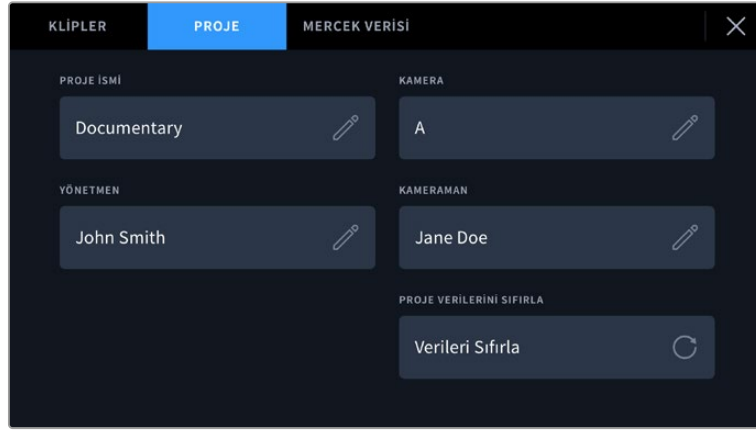 KLİPLER PROJE MERCEK VERİSİ
PROJE İSMİ KAMERA
Documentary A
YÖNETMEN KAMERAMAN
John Smith Jane Doe
PROJE VERİLERİNİ SIFIRLA
Verileri Sıfırla